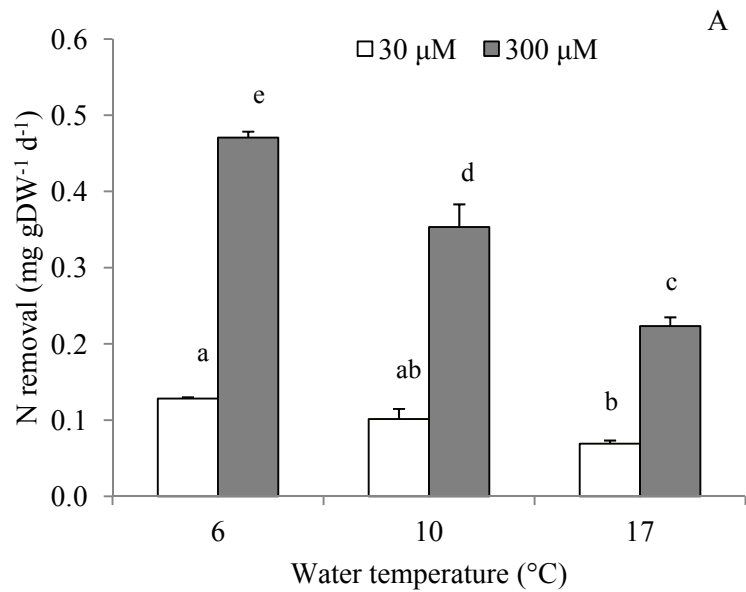 A
30 μM 300 μM
0.6
0.5
0.4
0.3
0.2
0.1
0.0
N removal (mg gDW⁻¹ d⁻¹)
a
e
ab
d
b
c
6 10 17
Water temperature (°C)